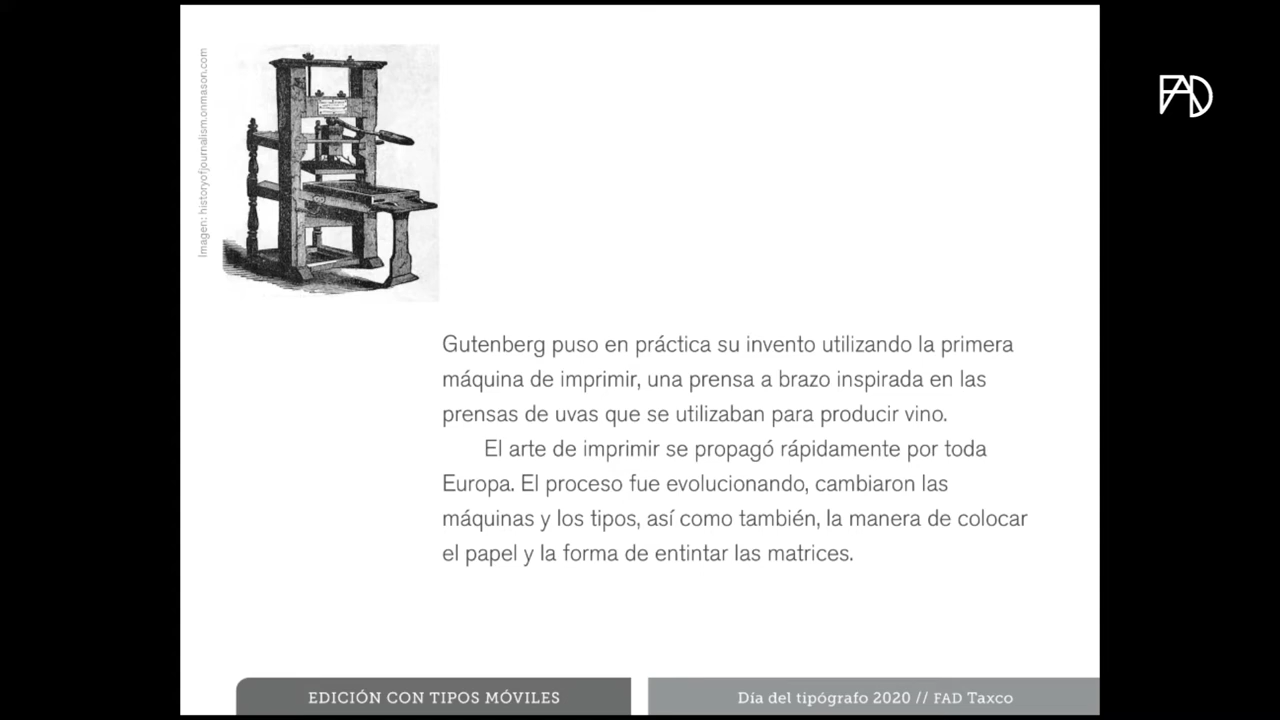 Imagen: historyofjournalism.onmason.com
FAD
Gutenberg puso en práctica su invento utilizando la primera
máquina de imprimir, una prensa a brazo inspirada en las
prensas de uvas que se utilizaban para producir vino.
El arte de imprimir se propagó rápidamente por toda
Europa. El proceso fue evolucionando, cambiaron las
máquinas y los tipos, así como también, la manera de colocar
el papel y la forma de entintar las matrices.
EDICIÓN CON TIPOS MÓVILES
Día del tipógrafo 2020 // FAD Taxco